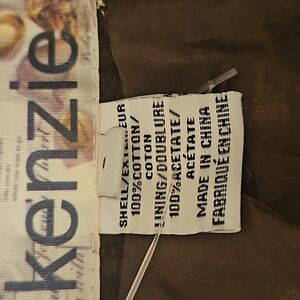 kenzie
SHELL/EXTERIEUR
100%COTTON/
COTON
LINING/DOUBLURE
100%ACETATE/
ACÉTATE
MADE IN CHINA
FABRIQUÉ EN CHINE